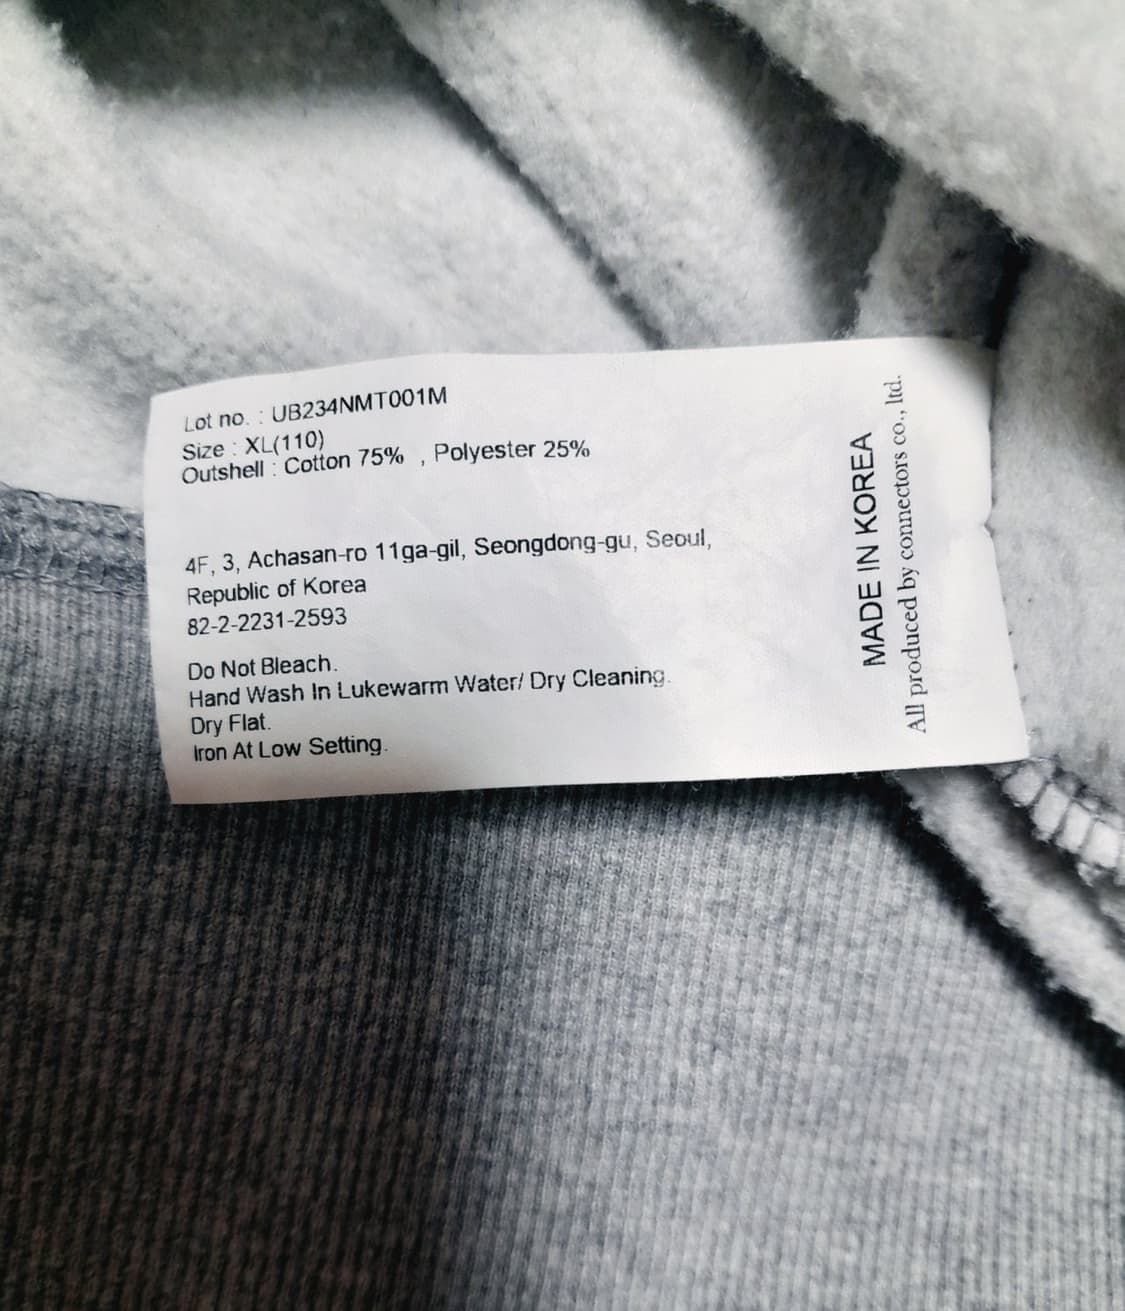 Lot no. : UB234NMT001M
Size : XL(110)
Outshell : Cotton 75% , Polyester 25%
4F, 3, Achasan-ro 11ga-gil, Seongdong-gu, Seoul,
Republic of Korea
82-2-2231-2593
Do Not Bleach.
Hand Wash In Lukewarm Water/ Dry Cleaning.
Dry Flat.
Iron At Low Setting.
MADE IN KOREA
All produced by connectors co., ltd.